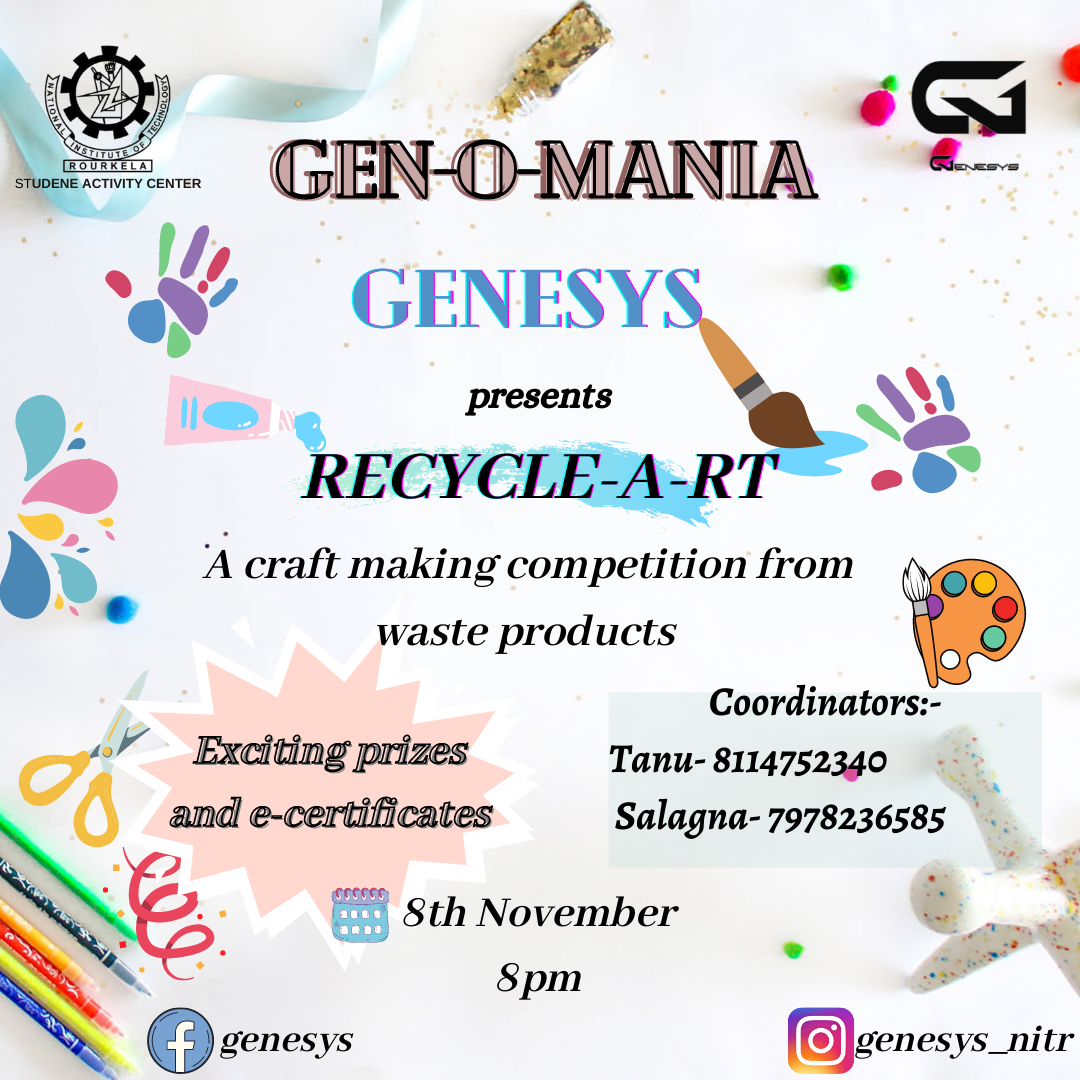 NATIONAL INSTITUTE OF TECHNOLOGY
ROURKELA
STUDENE ACTIVITY CENTER
GENESYS
GEN-O-MANIA
GENESYS
presents
RECYCLE-A-RT
A craft making competition from
waste products
Exciting prizes
and e-certificates
Coordinators:-
Tanu- 8114752340
Salagna- 7978236585
8th November
8pm
genesys
genesys_nitr